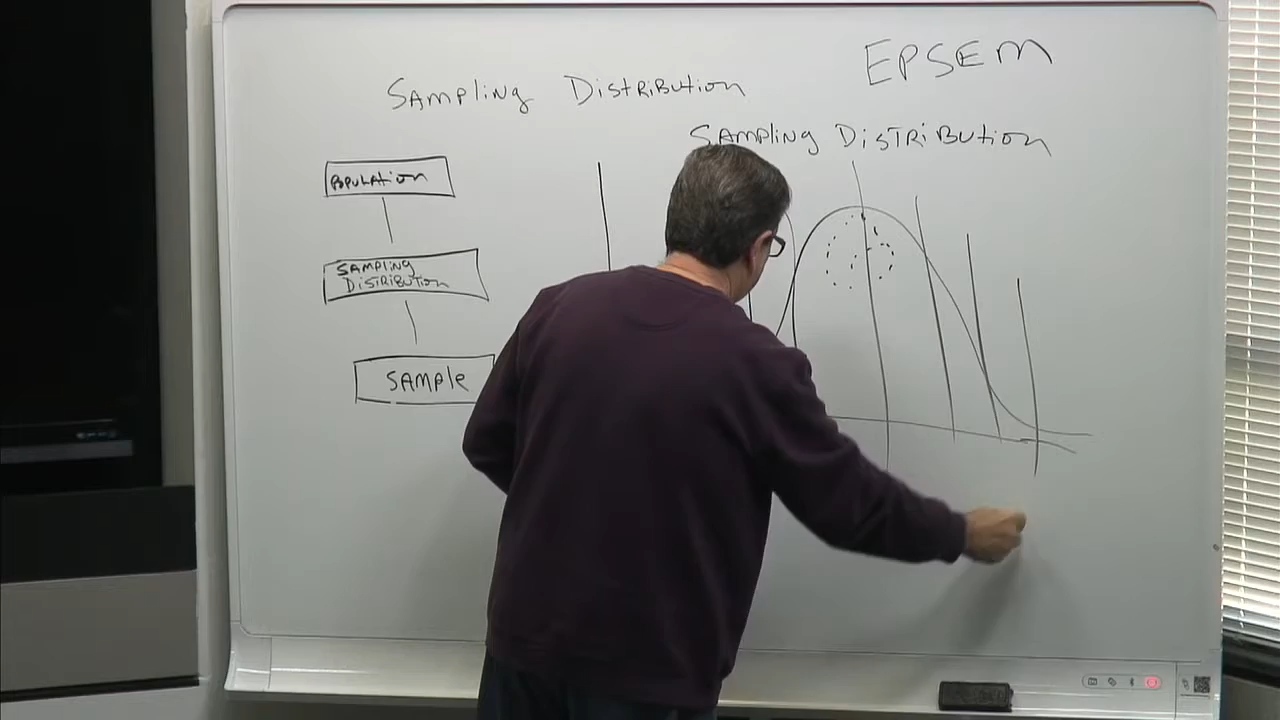 EPSEM
SAMPliNg DistRibutioN
SAMPliNg DiSTRibutioN
POPULATiON
SAMPliNg
DiSTRibutioN
SAMPle